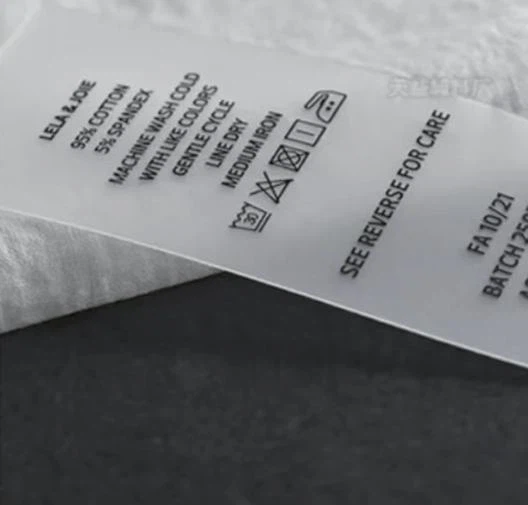 LELA & JOIE
95% COTTON
5% SPANDEX
MACHINE WASH COLD
WITH LIKE COLORS
GENTLE CYCLE
LINE DRY
MEDIUM IRON
30
SEE REVERSE FOR CARE
FA 10/21
BATCH